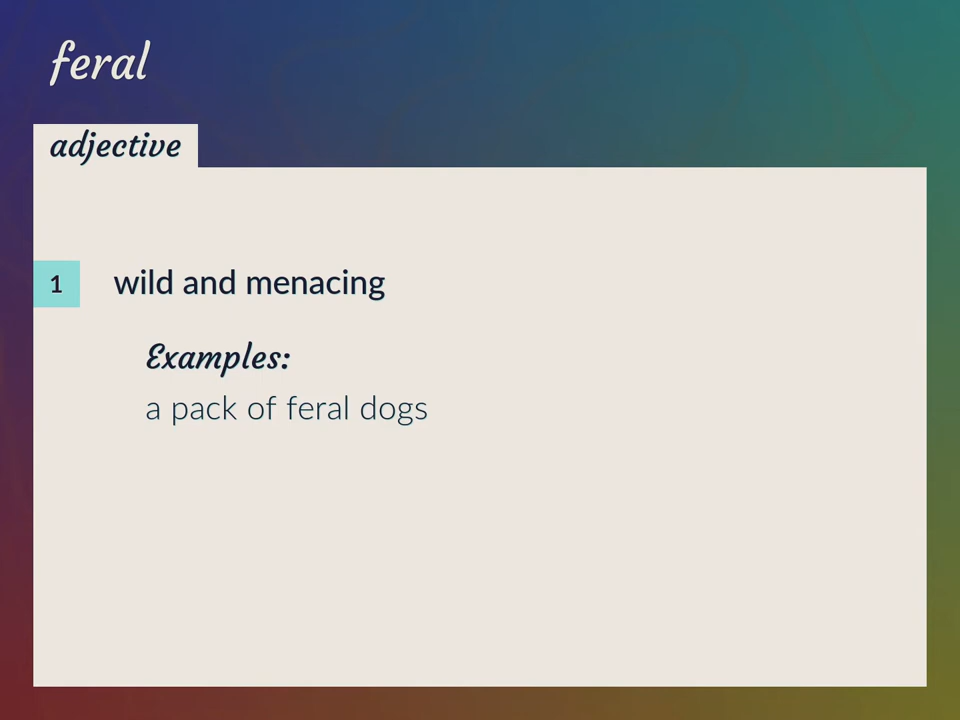 feral
adjective
1 wild and menacing
Examples:
a pack of feral dogs